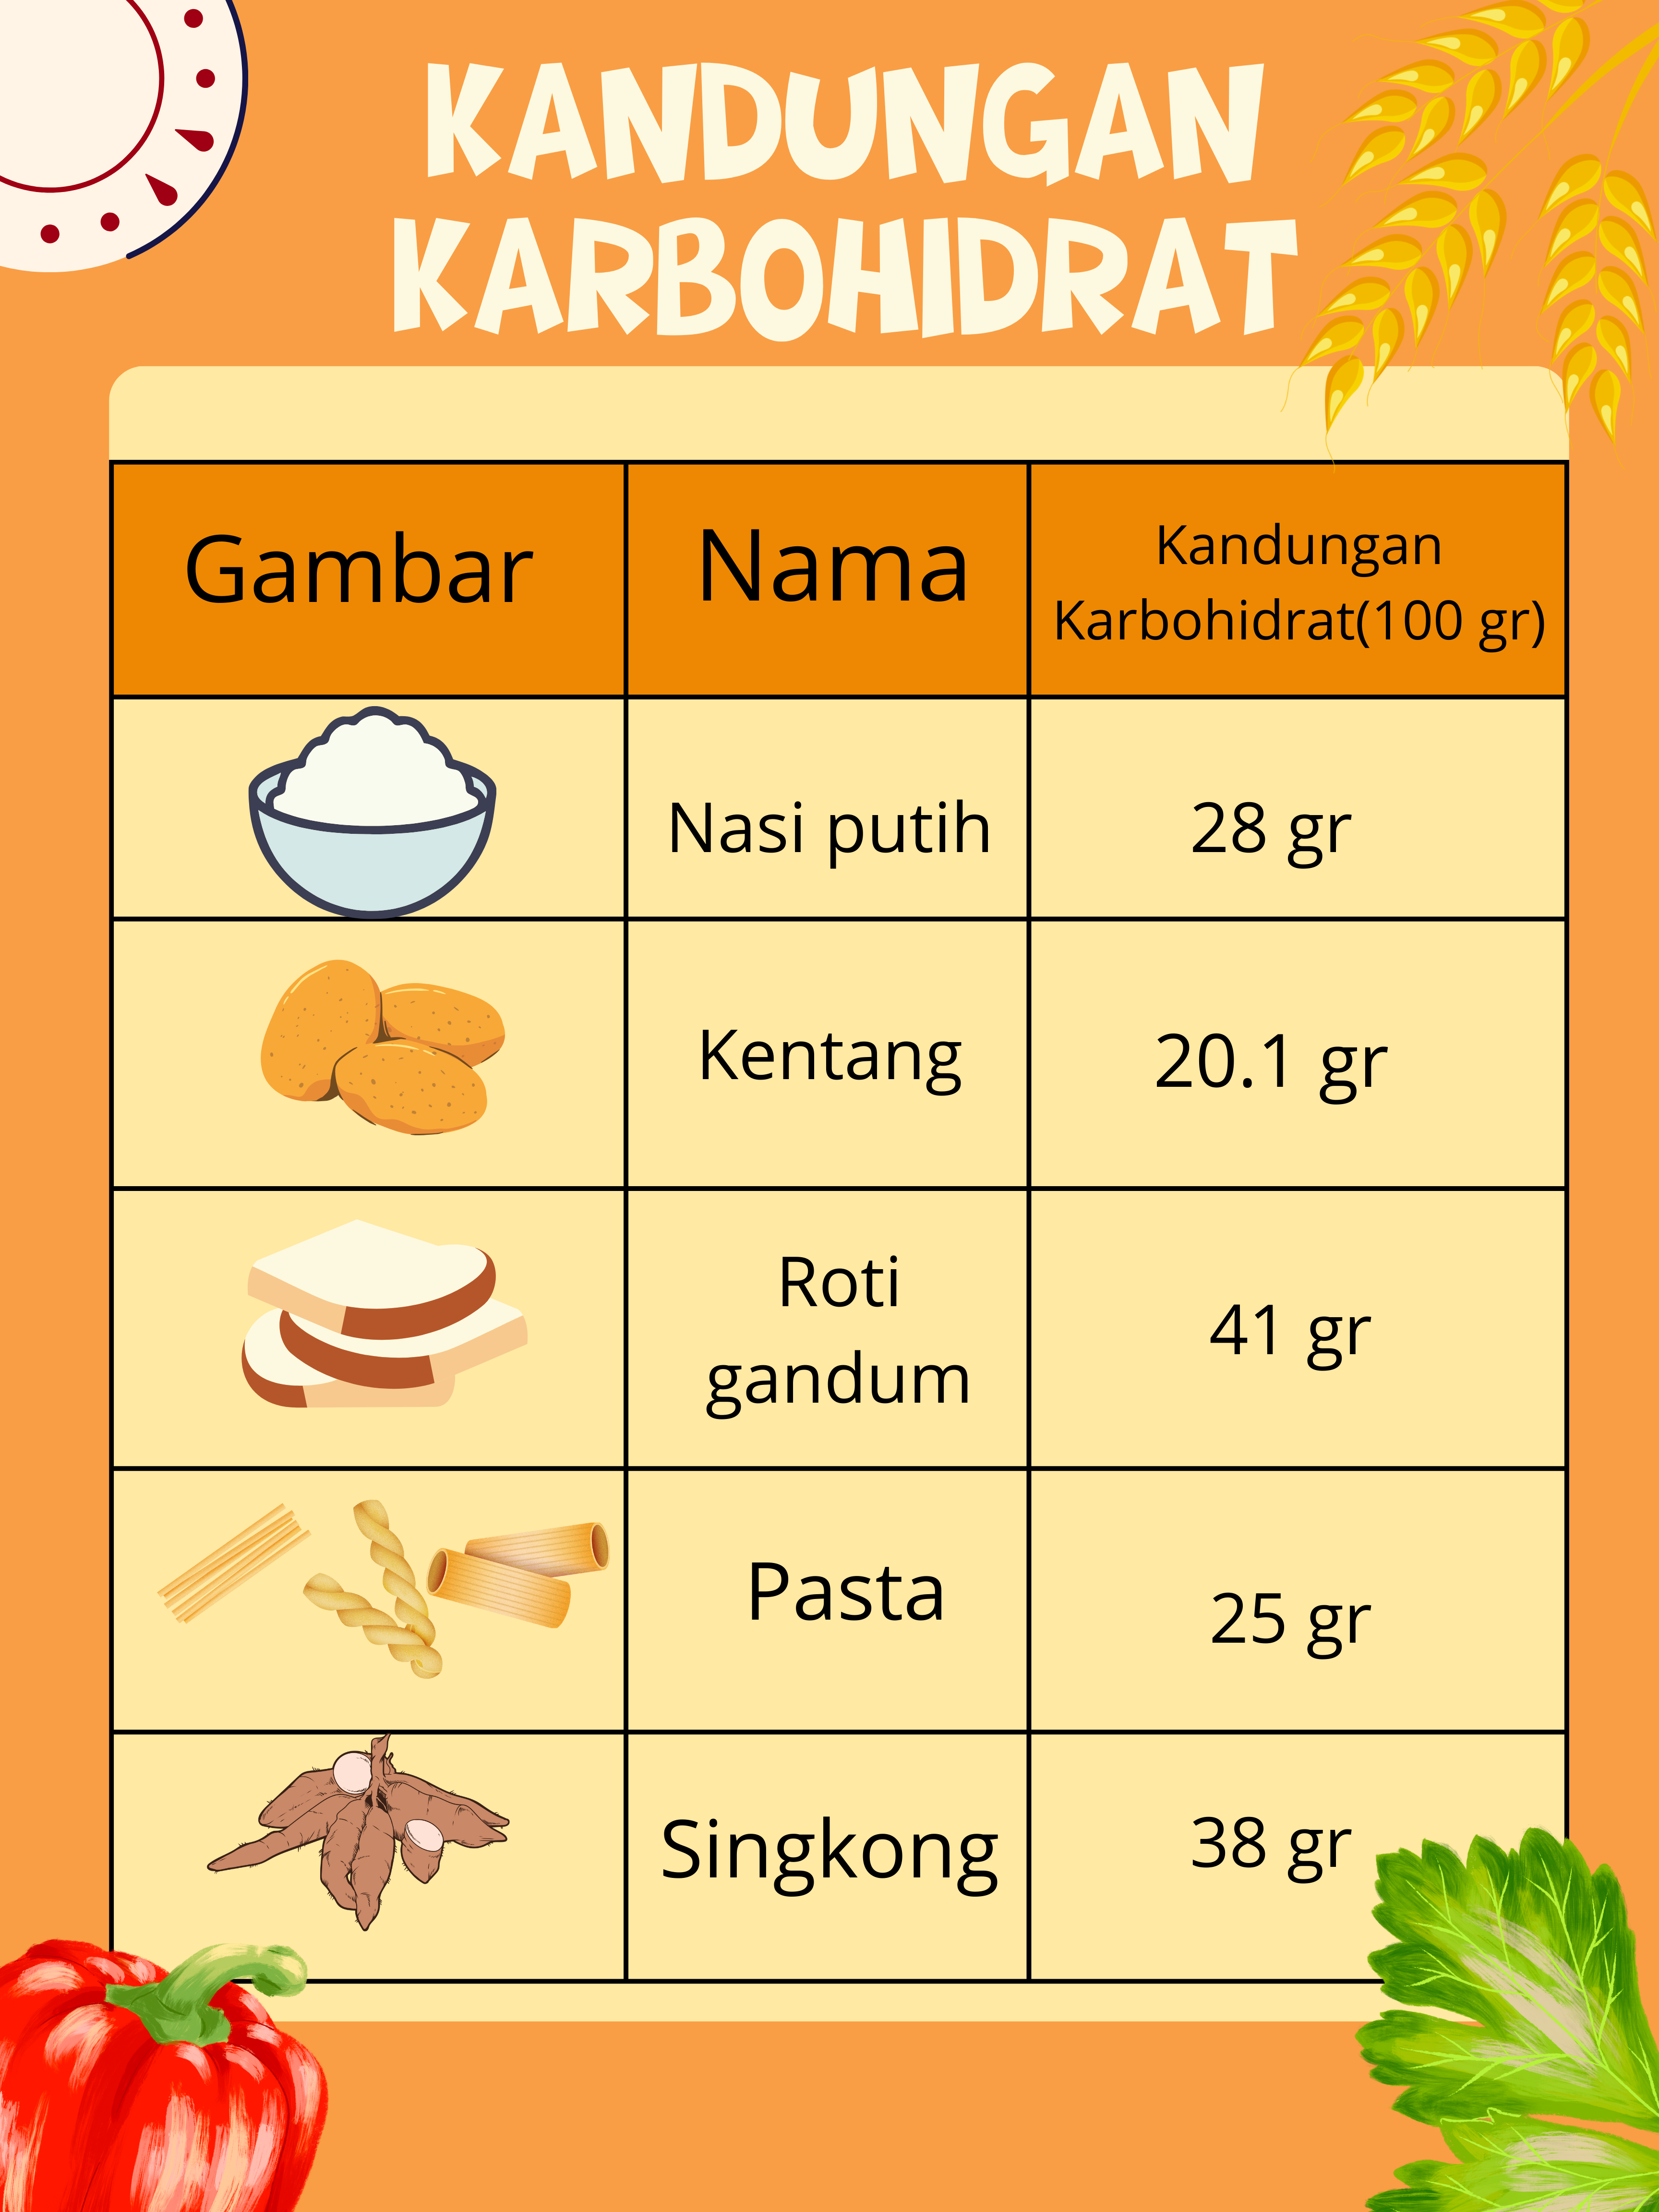 KANDUNGAN
KARBOHIDRAT
Gambar
Nama
Kandungan
Karbohidrat(100 gr)
Nasi putih
28 gr
Kentang
20.1 gr
Roti
gandum
41 gr
Pasta
25 gr
Singkong
38 gr